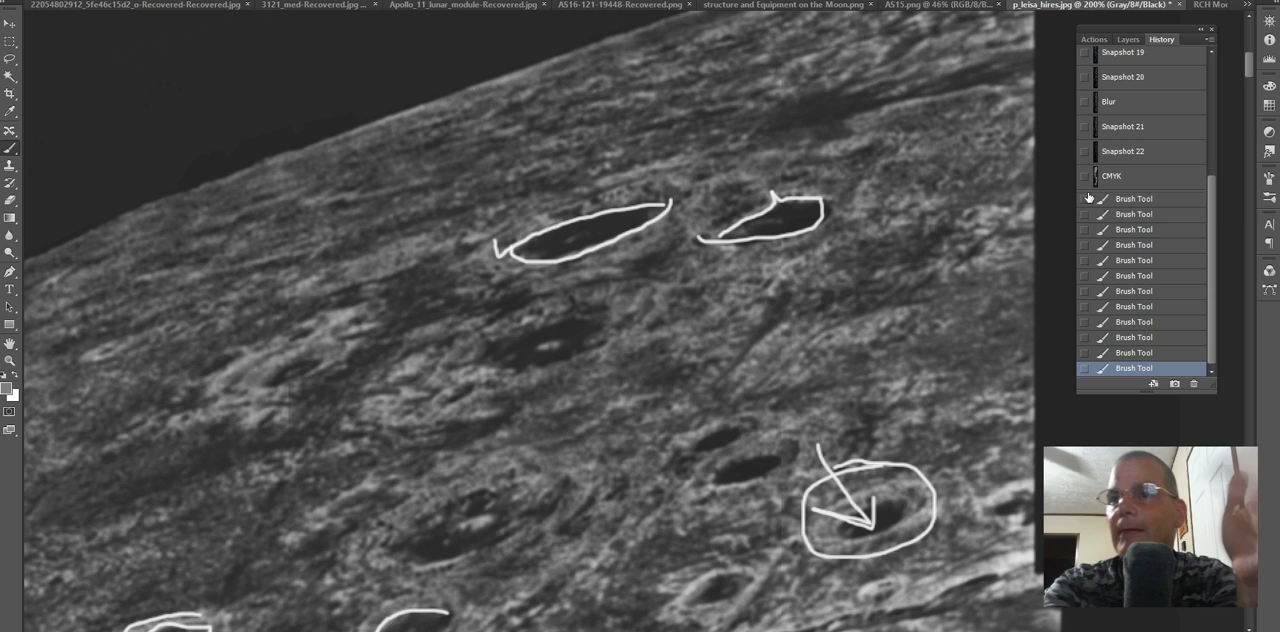 22054802912_5fe46c15d2_o-Recovered-Recovered.jpg
3121_med-Recovered.jpg ...
Apollo_11_lunar_module-Recovered.jpg
AS16-121-19448-Recovered.png
structure and Equipment on the Moon.png
AS15.png @ 46% (RGB/8/B...
p_leisa_hires.jpg @ 200% (Gray/8#/Black) *
RCH Moc
Actions
Layers
History
Snapshot 19
Snapshot 20
Blur
Snapshot 21
Snapshot 22
CMYK
Brush Tool
Brush Tool
Brush Tool
Brush Tool
Brush Tool
Brush Tool
Brush Tool
Brush Tool
Brush Tool
Brush Tool
Brush Tool
Brush Tool